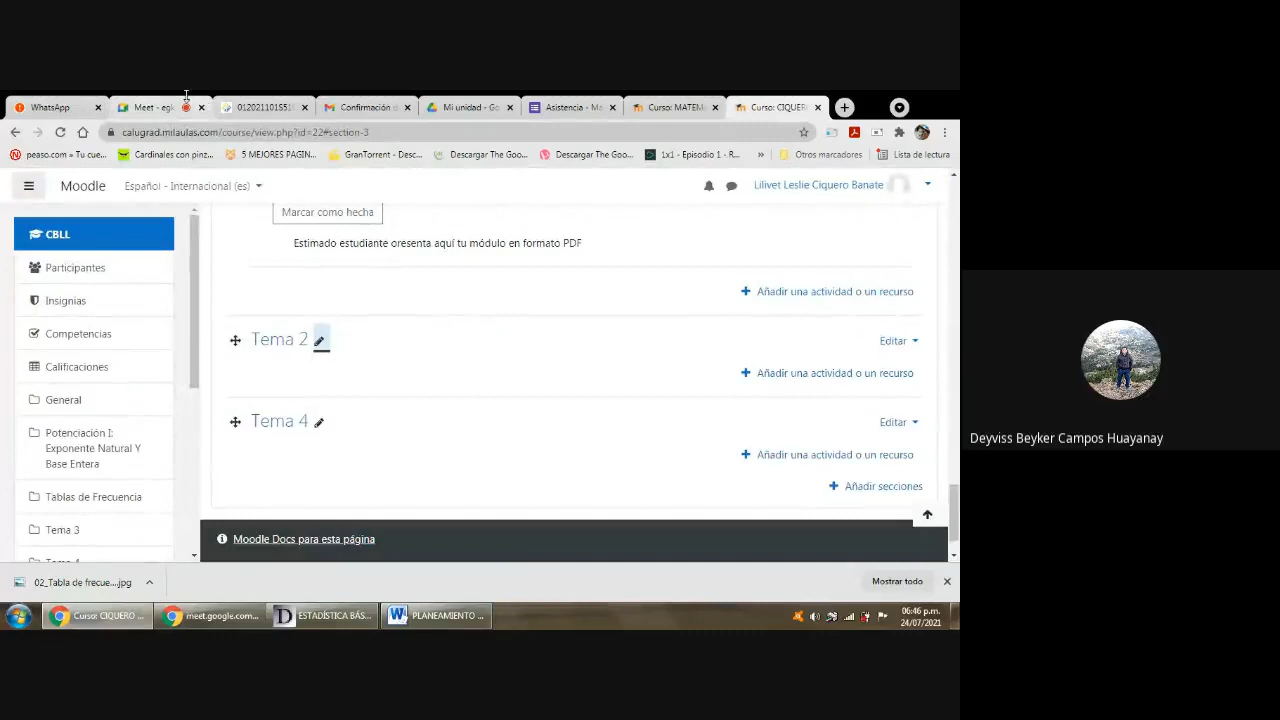 WhatsApp
Meet - egk
012021101S51
Confirmación d
Mi unidad - Go
Asistencia - Ma
Curso: MATEM
Curso: CIQUER
calugrad.milaulas.com/course/view.php?id=22#section-3
peaso.com » Tu cue...
Cardinales con pinz...
5 MEJORES PAGIN...
GranTorrent - Desc...
Descargar The Goo...
Descargar The Goo...
1x1 - Episodio 1 - R...
»
Otros marcadores
Lista de lectura
Moodle
Español - Internacional (es)
Lilivet Leslie Ciquero Banate
CBLL
Participantes
Insignias
Competencias
Calificaciones
General
Potenciación I:
Exponente Natural Y
Base Entera
Tablas de Frecuencia
Tema 3
Marcar como hecha
Estimado estudiante oresenta aquí tu módulo en formato PDF
Añadir una actividad o un recurso
Tema 2
Editar
Añadir una actividad o un recurso
Tema 4
Editar
Añadir una actividad o un recurso
Añadir secciones
Moodle Docs para esta página
Deyviss Beyker Campos Huayanay
02_Tabla de frecue....jpg
Mostrar todo
Curso: CIQUERO ...
meet.google.com...
ESTADÍSTICA BÁS...
PLANEAMIENTO ...
06:46 p.m.
24/07/2021